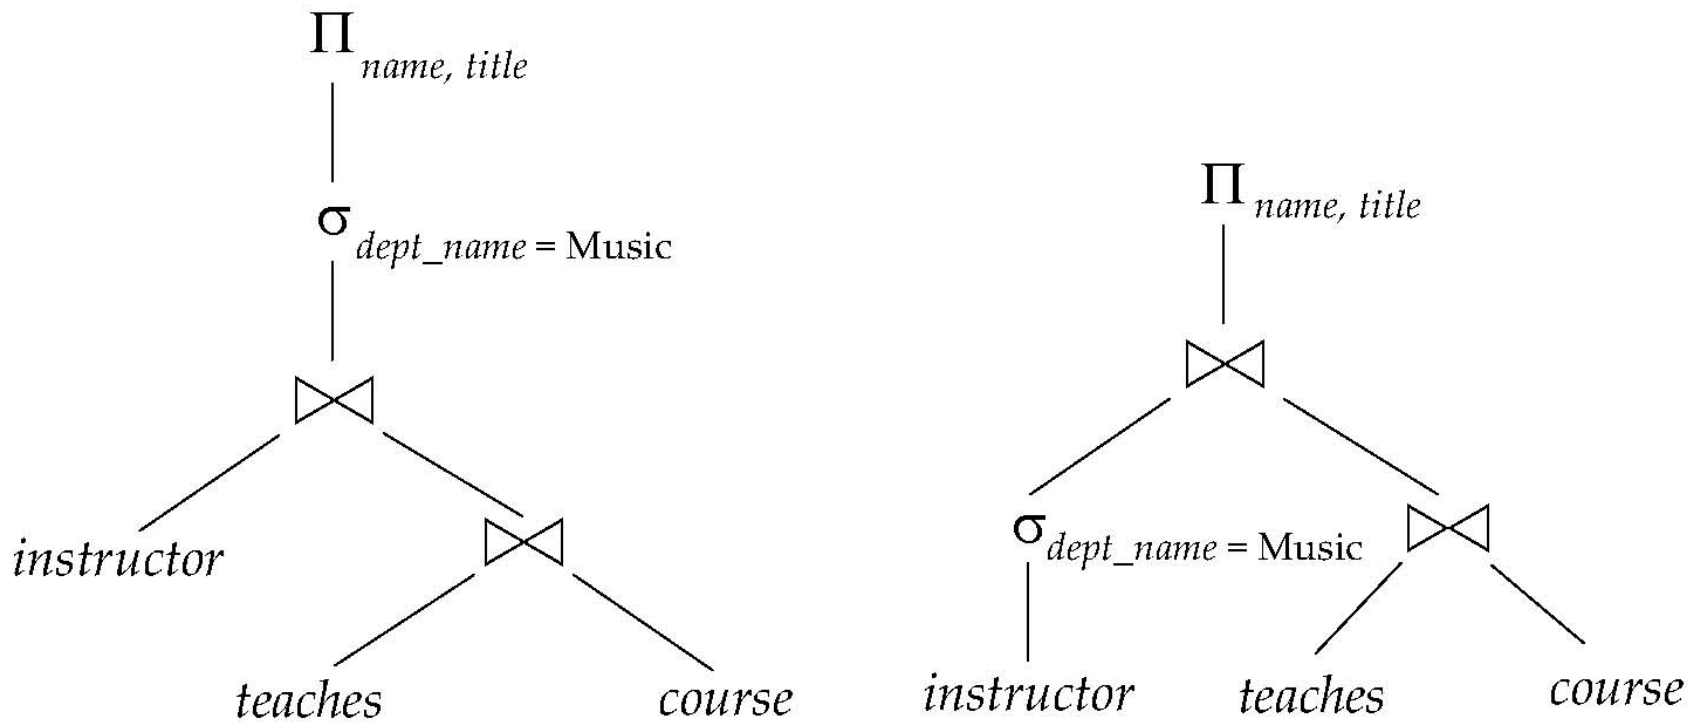 Π name, title
σ dept_name = Music
⋈
instructor
⋈
teaches
course
Π name, title
⋈
σ dept_name = Music
⋈
instructor
teaches
course